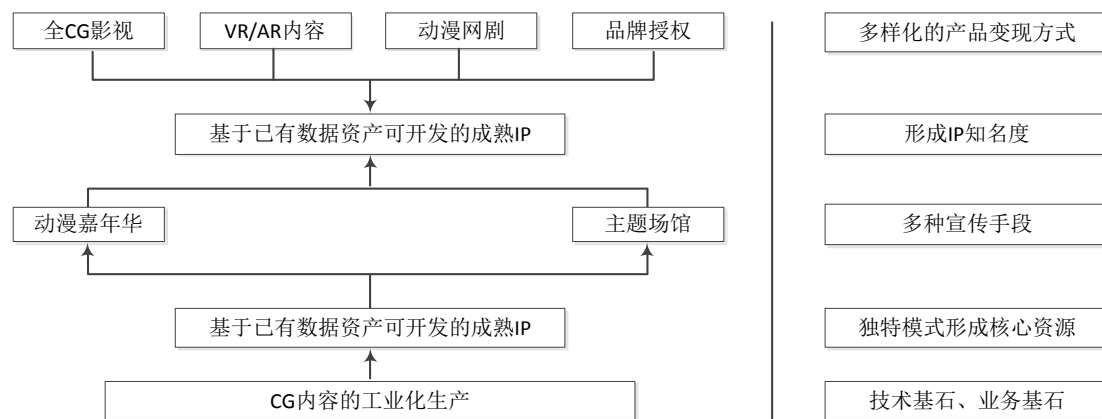 全CG影视
VR/AR内容
动漫网剧
品牌授权
多样化的产品变现方式
基于已有数据资产可开发的成熟IP
形成IP知名度
动漫嘉年华
主题场馆
多种宣传手段
基于已有数据资产可开发的成熟IP
独特模式形成核心资源
CG内容的工业化生产
技术基石、业务基石